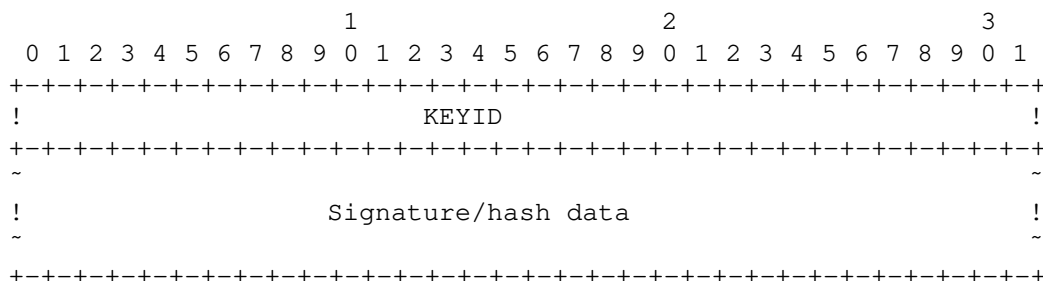 1                   2                   3
 0 1 2 3 4 5 6 7 8 9 0 1 2 3 4 5 6 7 8 9 0 1 2 3 4 5 6 7 8 9 0 1
+-+-+-+-+-+-+-+-+-+-+-+-+-+-+-+-+-+-+-+-+-+-+-+-+-+-+-+-+-+-+-+-+
!                         KEYID                                 !
+-+-+-+-+-+-+-+-+-+-+-+-+-+-+-+-+-+-+-+-+-+-+-+-+-+-+-+-+-+-+-+-+
~                                                               ~
!                   Signature/hash data                         !
~                                                               ~
+-+-+-+-+-+-+-+-+-+-+-+-+-+-+-+-+-+-+-+-+-+-+-+-+-+-+-+-+-+-+-+-+